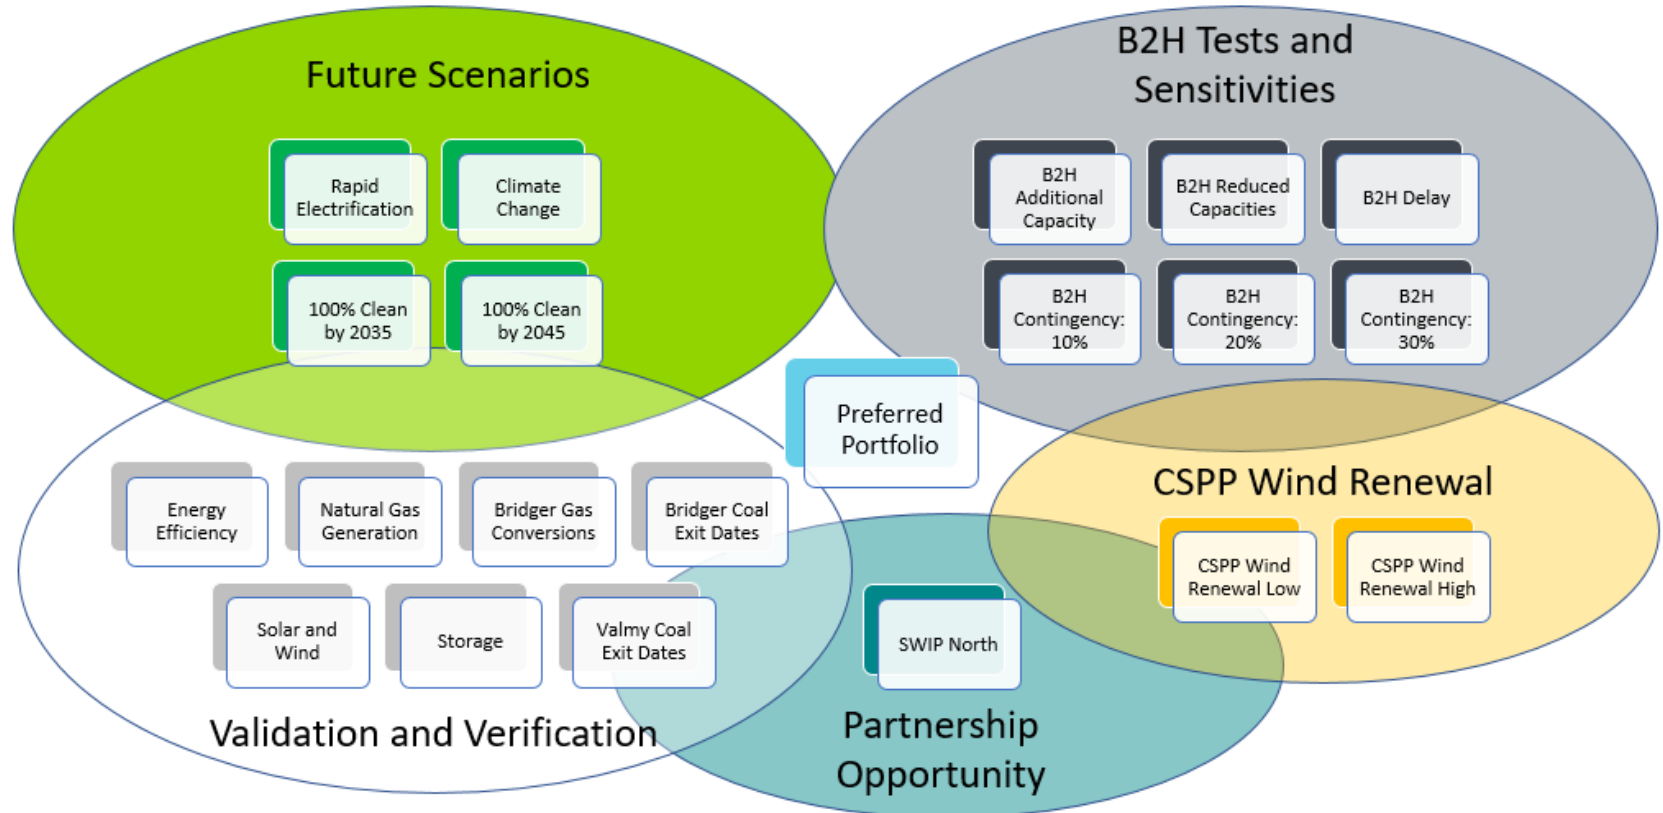 Future Scenarios
Rapid
Electrification
Climate
Change
100% Clean
by 2035
100% Clean
by 2045
B2H Tests and
Sensitivities
B2H
Additional
Capacity
B2H Reduced
Capacities
B2H Delay
B2H
Contingency:
10%
B2H
Contingency:
20%
B2H
Contingency:
30%
Preferred
Portfolio
Energy
Efficiency
Natural Gas
Generation
Bridger Gas
Conversions
Bridger Coal
Exit Dates
Solar and
Wind
Storage
Valmy Coal
Exit Dates
Validation and Verification
CSPP Wind Renewal
CSPP Wind
Renewal Low
CSPP Wind
Renewal High
SWIP North
Partnership
Opportunity